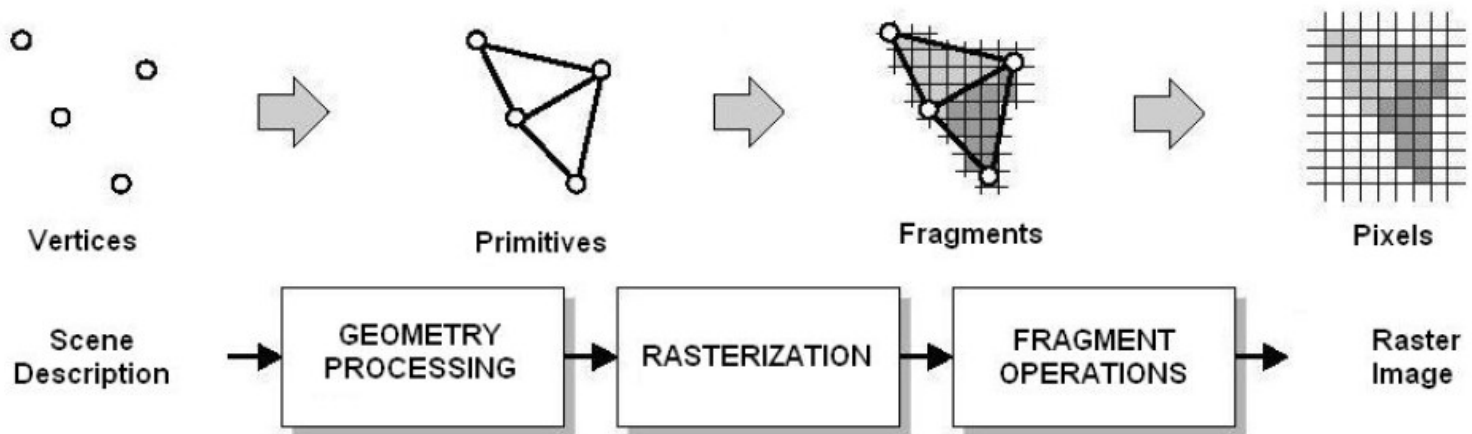 Vertices
Primitives
Fragments
Pixels
Scene
Description
GEOMETRY
PROCESSING
RASTERIZATION
FRAGMENT
OPERATIONS
Raster
Image